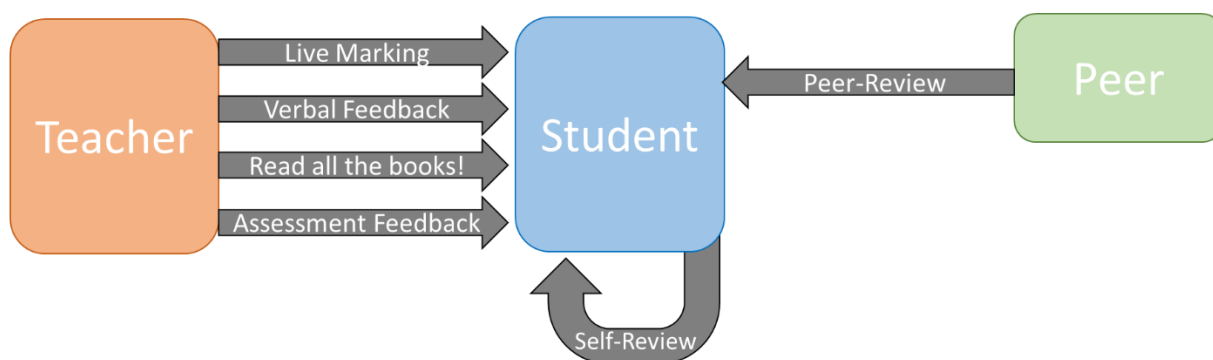 Teacher
Live Marking
Verbal Feedback
Read all the books!
Assessment Feedback
Student
Self-Review
Peer-Review
Peer